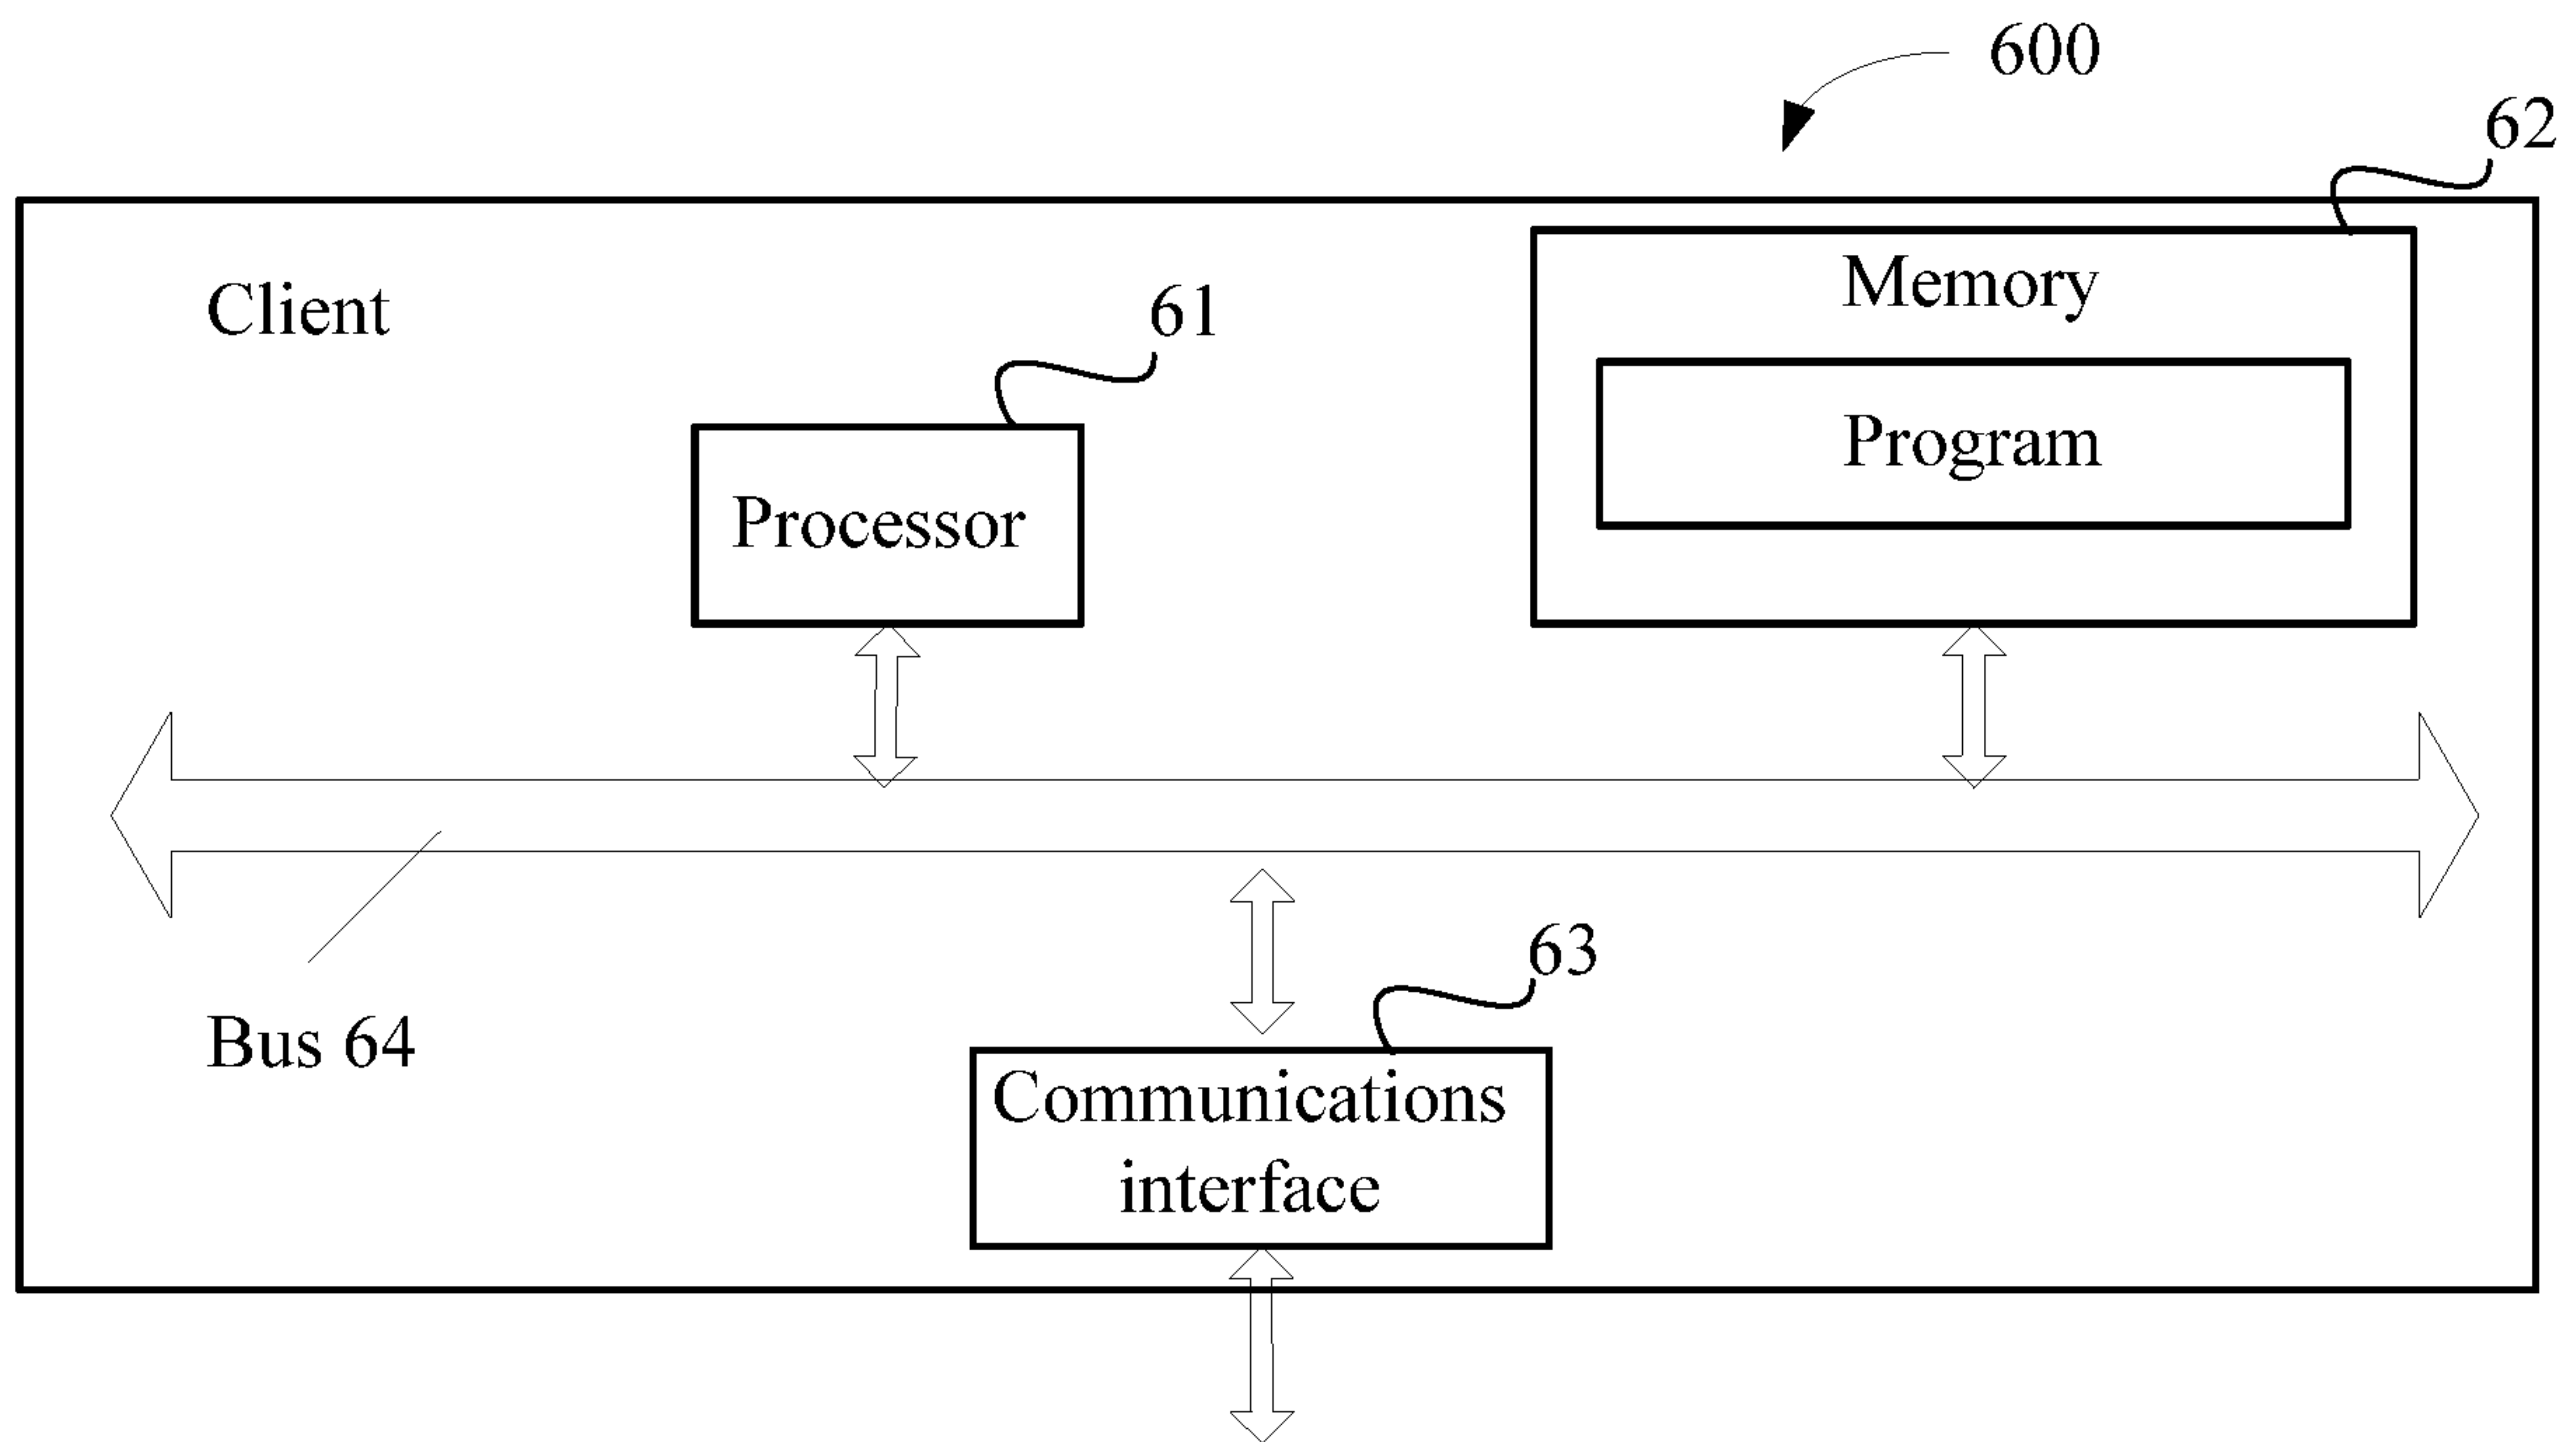 600
62
Client
61
Memory
Processor
Program
Bus 64
63
Communications
interface